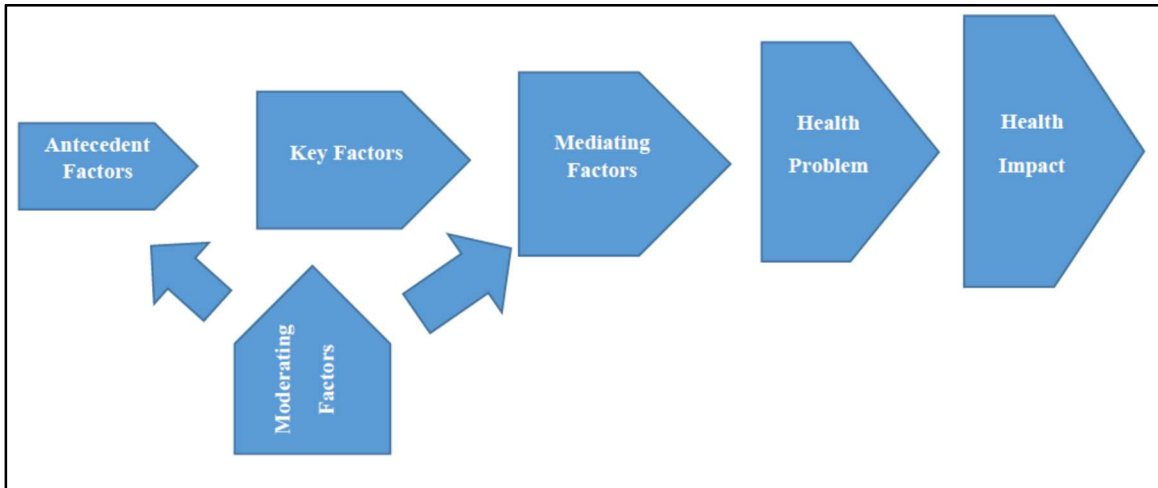 Antecedent
Factors
Key Factors
Mediating
Factors
Health
Problem
Health
Impact
Moderating
Factors